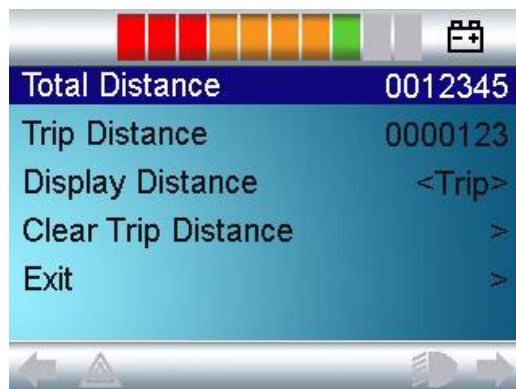 Total Distance 0012345
Trip Distance 0000123
Display Distance <Trip>
Clear Trip Distance >
Exit >